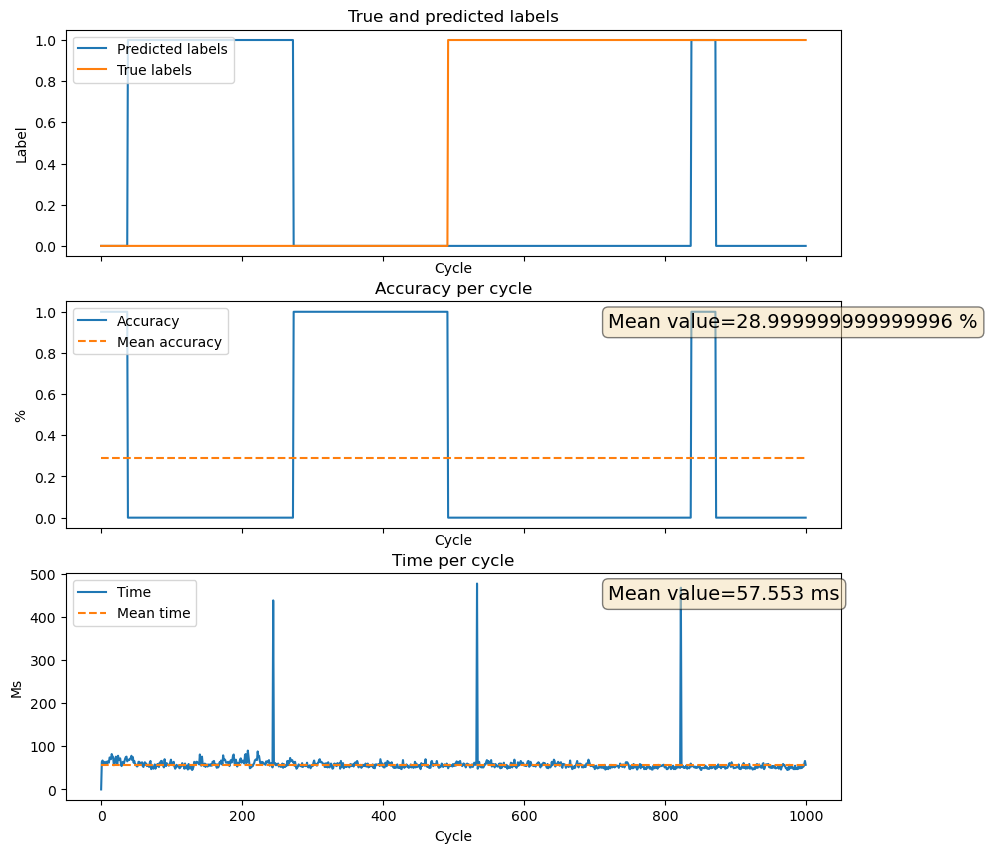 True and predicted labels
Predicted labels
True labels
1.0
0.8
0.6
0.4
0.2
0.0
Label
Cycle
Accuracy per cycle
Accuracy
Mean accuracy
Mean value=28.999999999999996 %
1.0
0.8
0.6
0.4
0.2
0.0
%
Cycle
Time per cycle
Time
Mean time
Mean value=57.553 ms
500
400
300
200
100
0
Ms
0 200 400 600 800 1000
Cycle